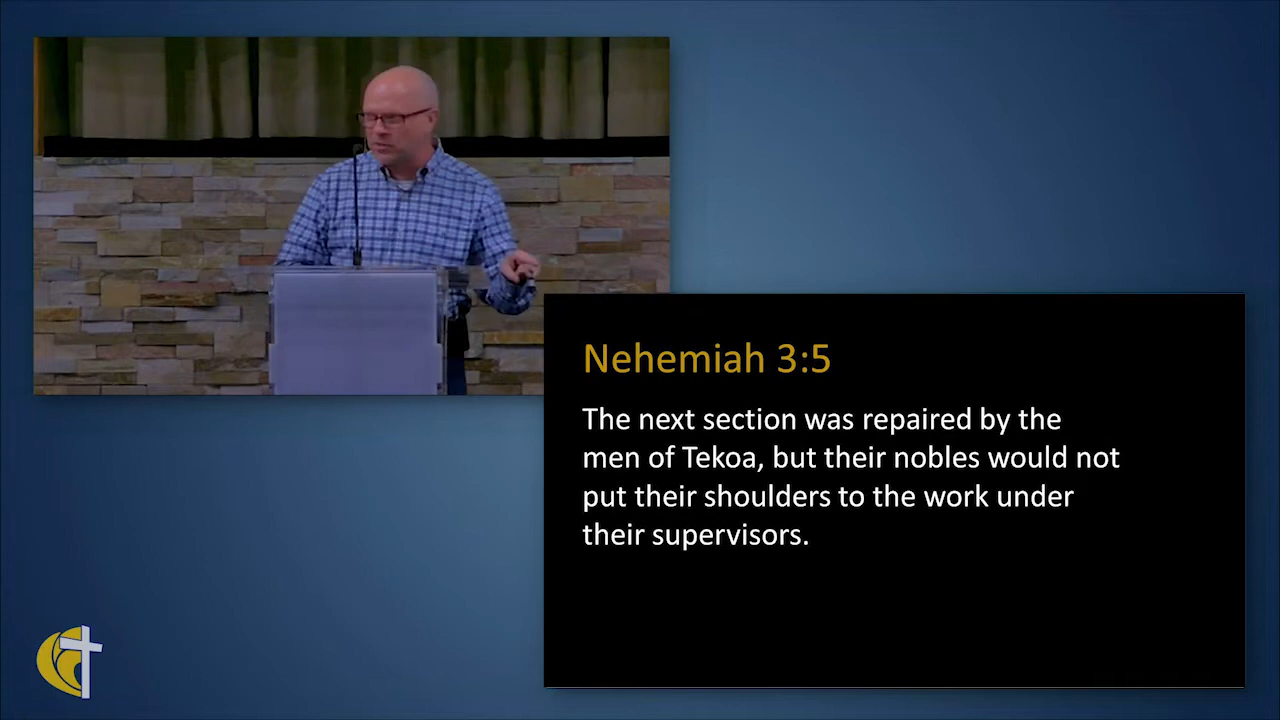 Nehemiah 3:5
The next section was repaired by the
men of Tekoa, but their nobles would not
put their shoulders to the work under
their supervisors.